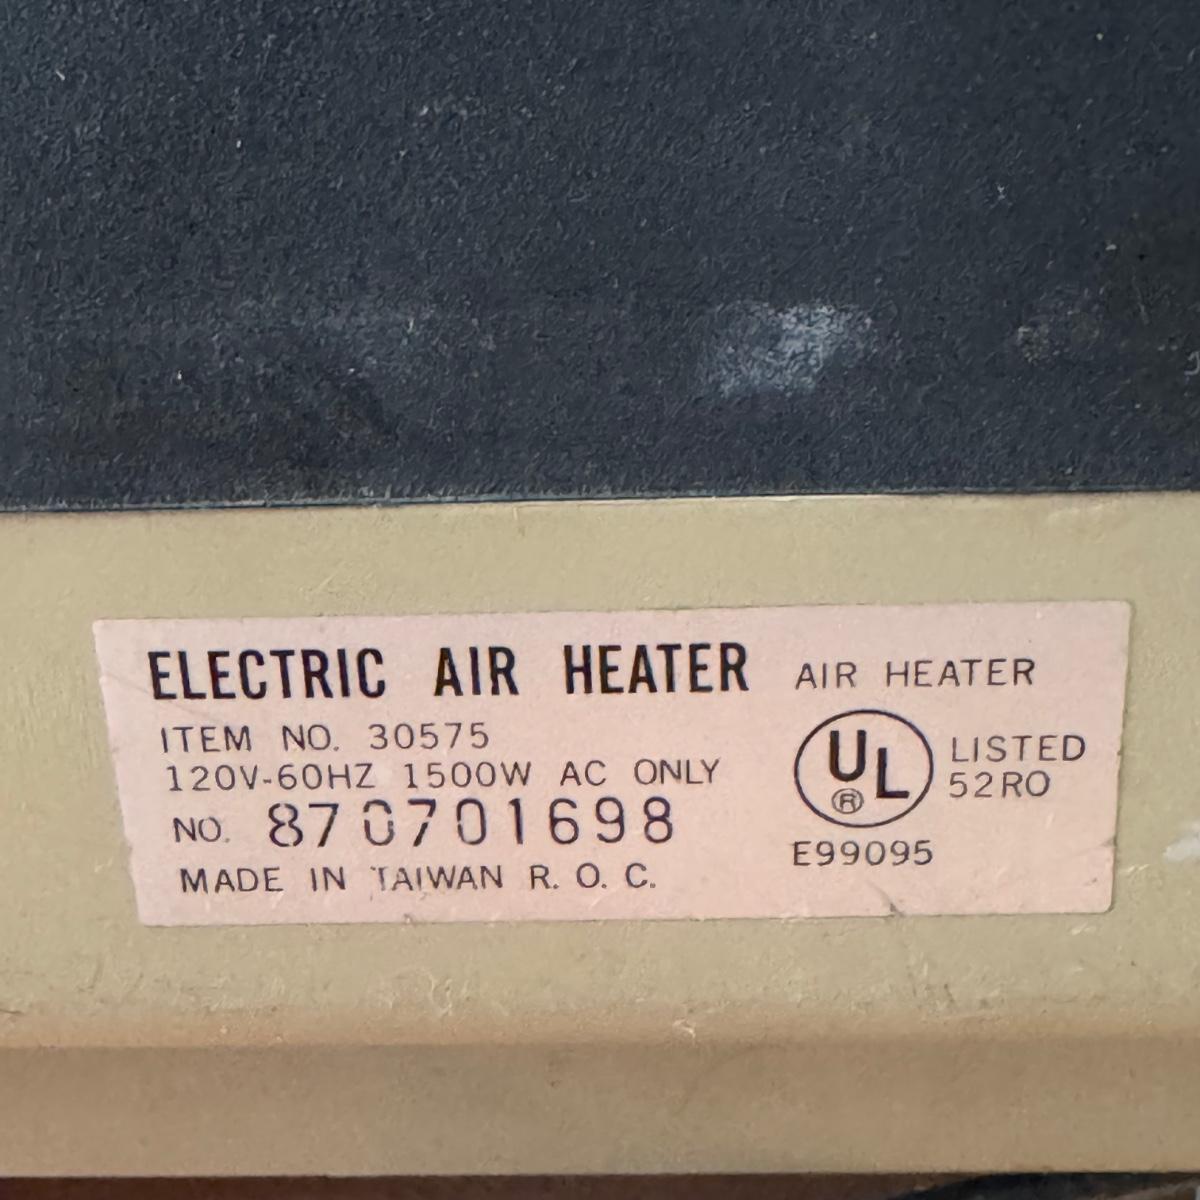 ELECTRIC AIR HEATER
ITEM NO. 30575
120V-60HZ 1500W AC ONLY
NO. 870701698
MADE IN TAIWAN R. O. C.
AIR HEATER
UL ®
LISTED
52RO
E99095